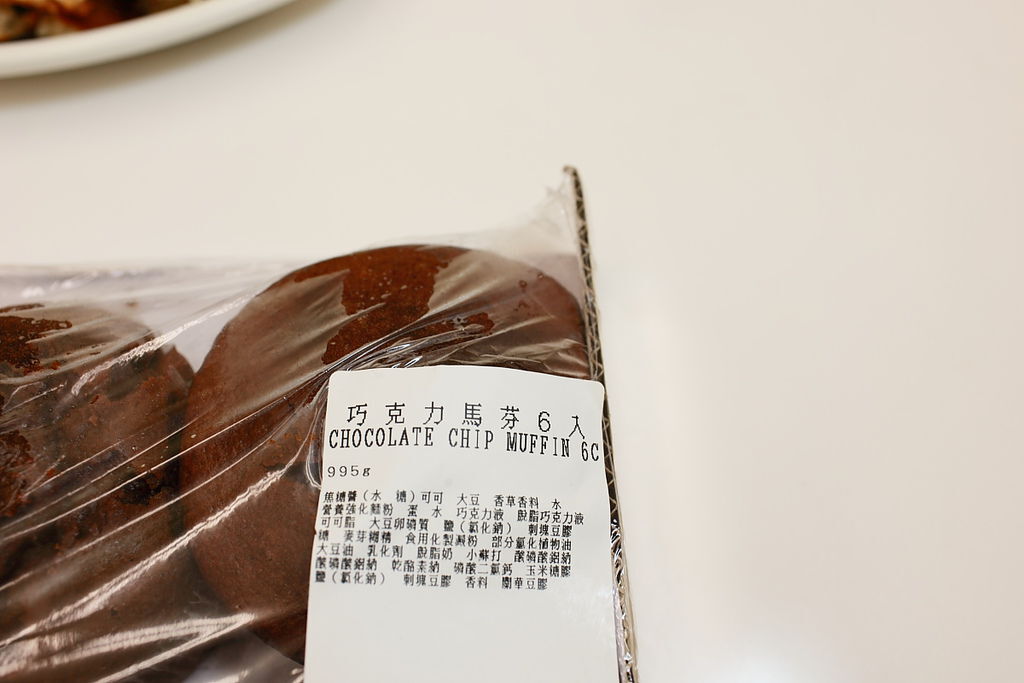 巧克力馬芬6入
CHOCOLATE CHIP MUFFIN 6C
995g
焦糖醬(水 糖)可可 大豆 香草香料 水
營養強化麵粉 蛋 水 巧克力液 脫脂巧克力液
可可脂 大豆卵磷質 鹽(氯化鈉) 刺槐豆膠
糖 麥芽糊精 食用化製澱粉 部分氫化植物油
大豆油 乳化劑 脫脂奶 小蘇打 酸磷酸鋁鈉
酸磷酸鋁鈉 乾酪素鈉 磷酸二氫鈣 玉米糖膠
鹽(氯化鈉) 刺槐豆膠 香料 關華豆膠